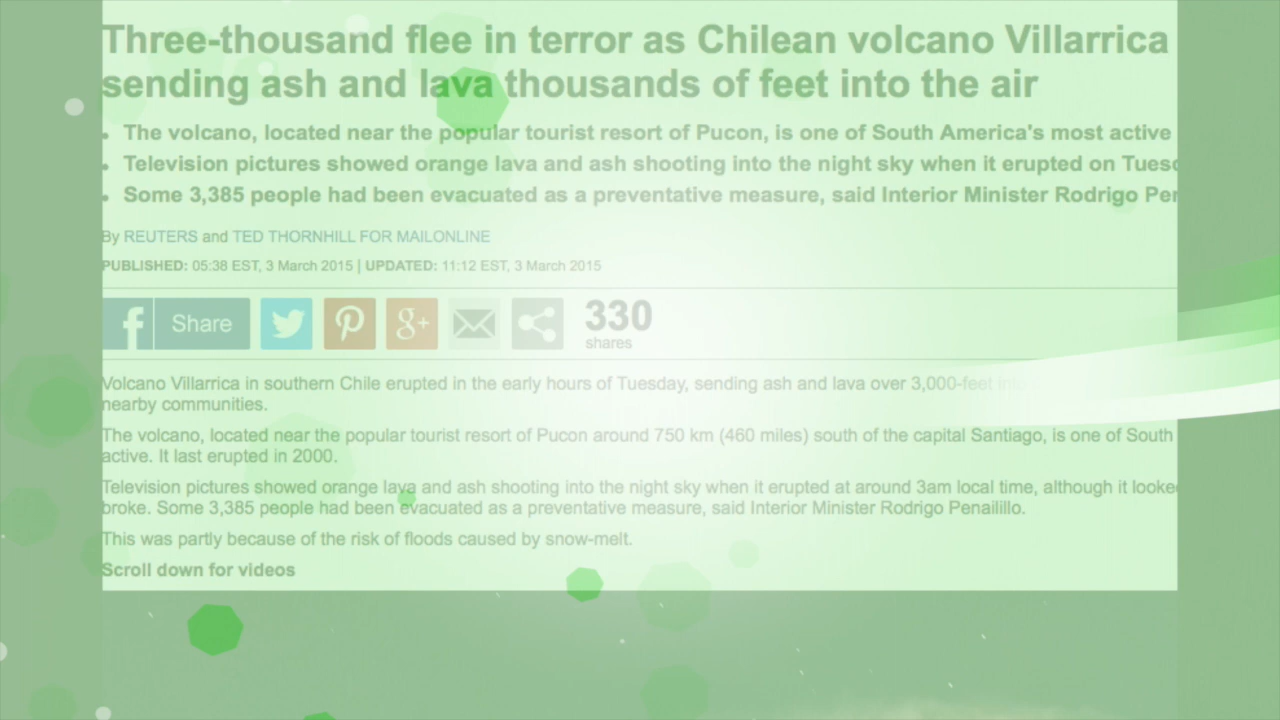 Three-thousand flee in terror as Chilean volcano Villarrica
sending ash and lava thousands of feet into the air
• The volcano, located near the popular tourist resort of Pucon, is one of South America's most active
• Television pictures showed orange lava and ash shooting into the night sky when it erupted on Tuesd
• Some 3,385 people had been evacuated as a preventative measure, said Interior Minister Rodrigo Pen
By REUTERS and TED THORNHILL FOR MAILONLINE
PUBLISHED: 05:38 EST, 3 March 2015 | UPDATED: 11:12 EST, 3 March 2015
f Share
g+
330
shares
Volcano Villarrica in southern Chile erupted in the early hours of Tuesday, sending ash and lava over 3,000-feet into
nearby communities.
The volcano, located near the popular tourist resort of Pucon around 750 km (460 miles) south of the capital Santiago, is one of South
active. It last erupted in 2000.
Television pictures showed orange lava and ash shooting into the night sky when it erupted at around 3am local time, although it looked
broke. Some 3,385 people had been evacuated as a preventative measure, said Interior Minister Rodrigo Penailillo.
This was partly because of the risk of floods caused by snow-melt.
Scroll down for videos